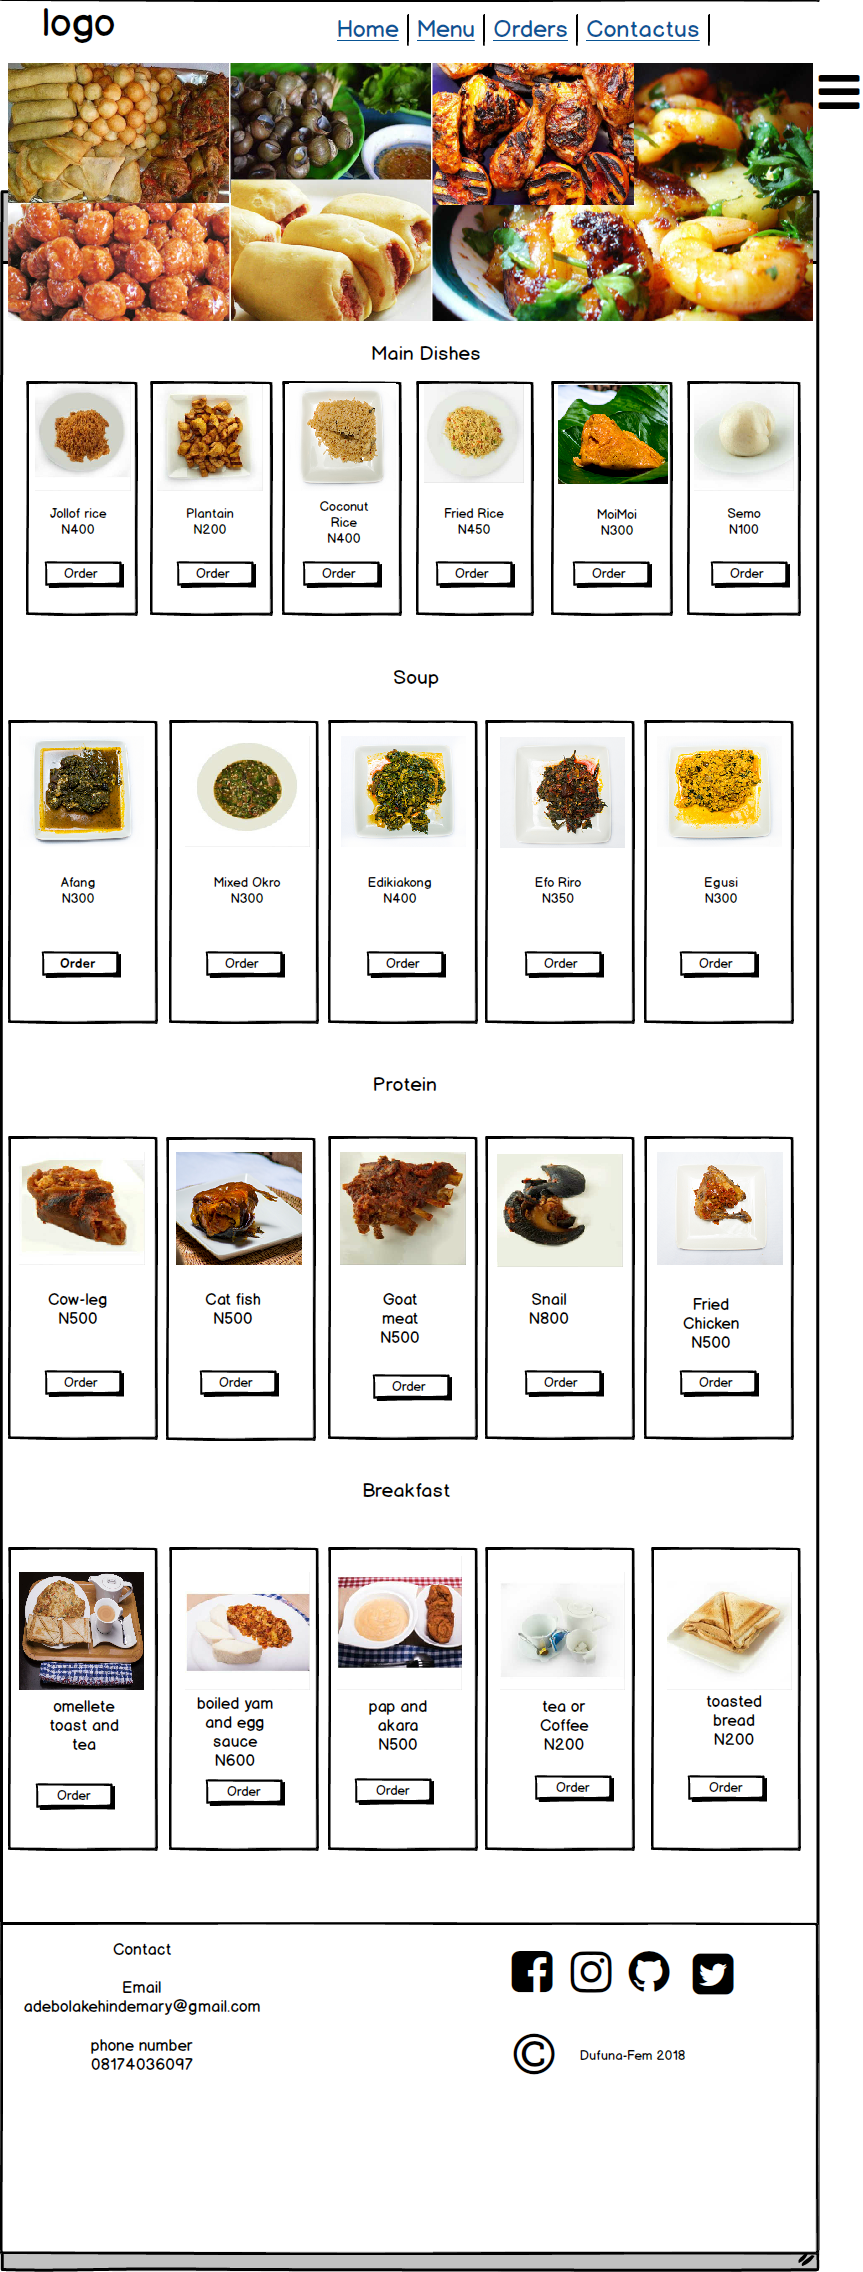 logo
Home Menu Orders Contactus
Main Dishes
Jollof rice
N400
Order
Plantain
N200
Order
Coconut
Rice
N400
Order
Fried Rice
N450
Order
MoiMoi
N300
Order
Semo
N100
Order
Soup
Afang
N300
Order
Mixed Okro
N300
Order
Edikiakong
N400
Order
Efo Riro
N350
Order
Egusi
N300
Order
Protein
Cow-leg
N500
Order
Cat fish
N500
Order
Goat
meat
N500
Order
Snail
N800
Order
Fried
Chicken
N500
Order
Breakfast
omellete
toast and
tea
Order
boiled yam
and egg
sauce
N600
Order
pap and
akara
N500
Order
tea or
Coffee
N200
Order
toasted
bread
N200
Order
Contact
Email
adebolakehindemary@gmail.com
phone number
08174036097
© Dufuna-Fem 2018